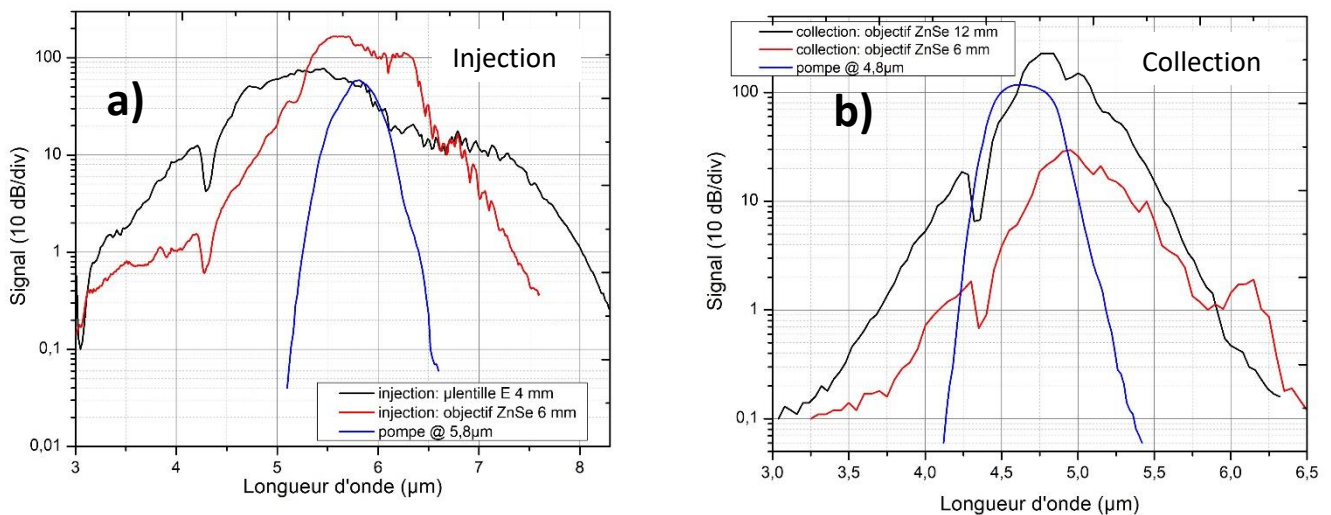 Injection
a)
Signal (10 dB/div)
100
10
1
0,1
0,01
injection: µlentille E 4 mm
injection: objectif ZnSe 6 mm
pompe @ 5,8µm
3
4
5
6
7
8
Longueur d'onde (µm)
collection: objectif ZnSe 12 mm
collection: objectif ZnSe 6 mm
pompe @ 4,8µm
Collection
b)
Signal (10 dB/div)
100
10
1
0,1
3,0
3,5
4,0
4,5
5,0
5,5
6,0
6,5
Longueur d'onde (µm)